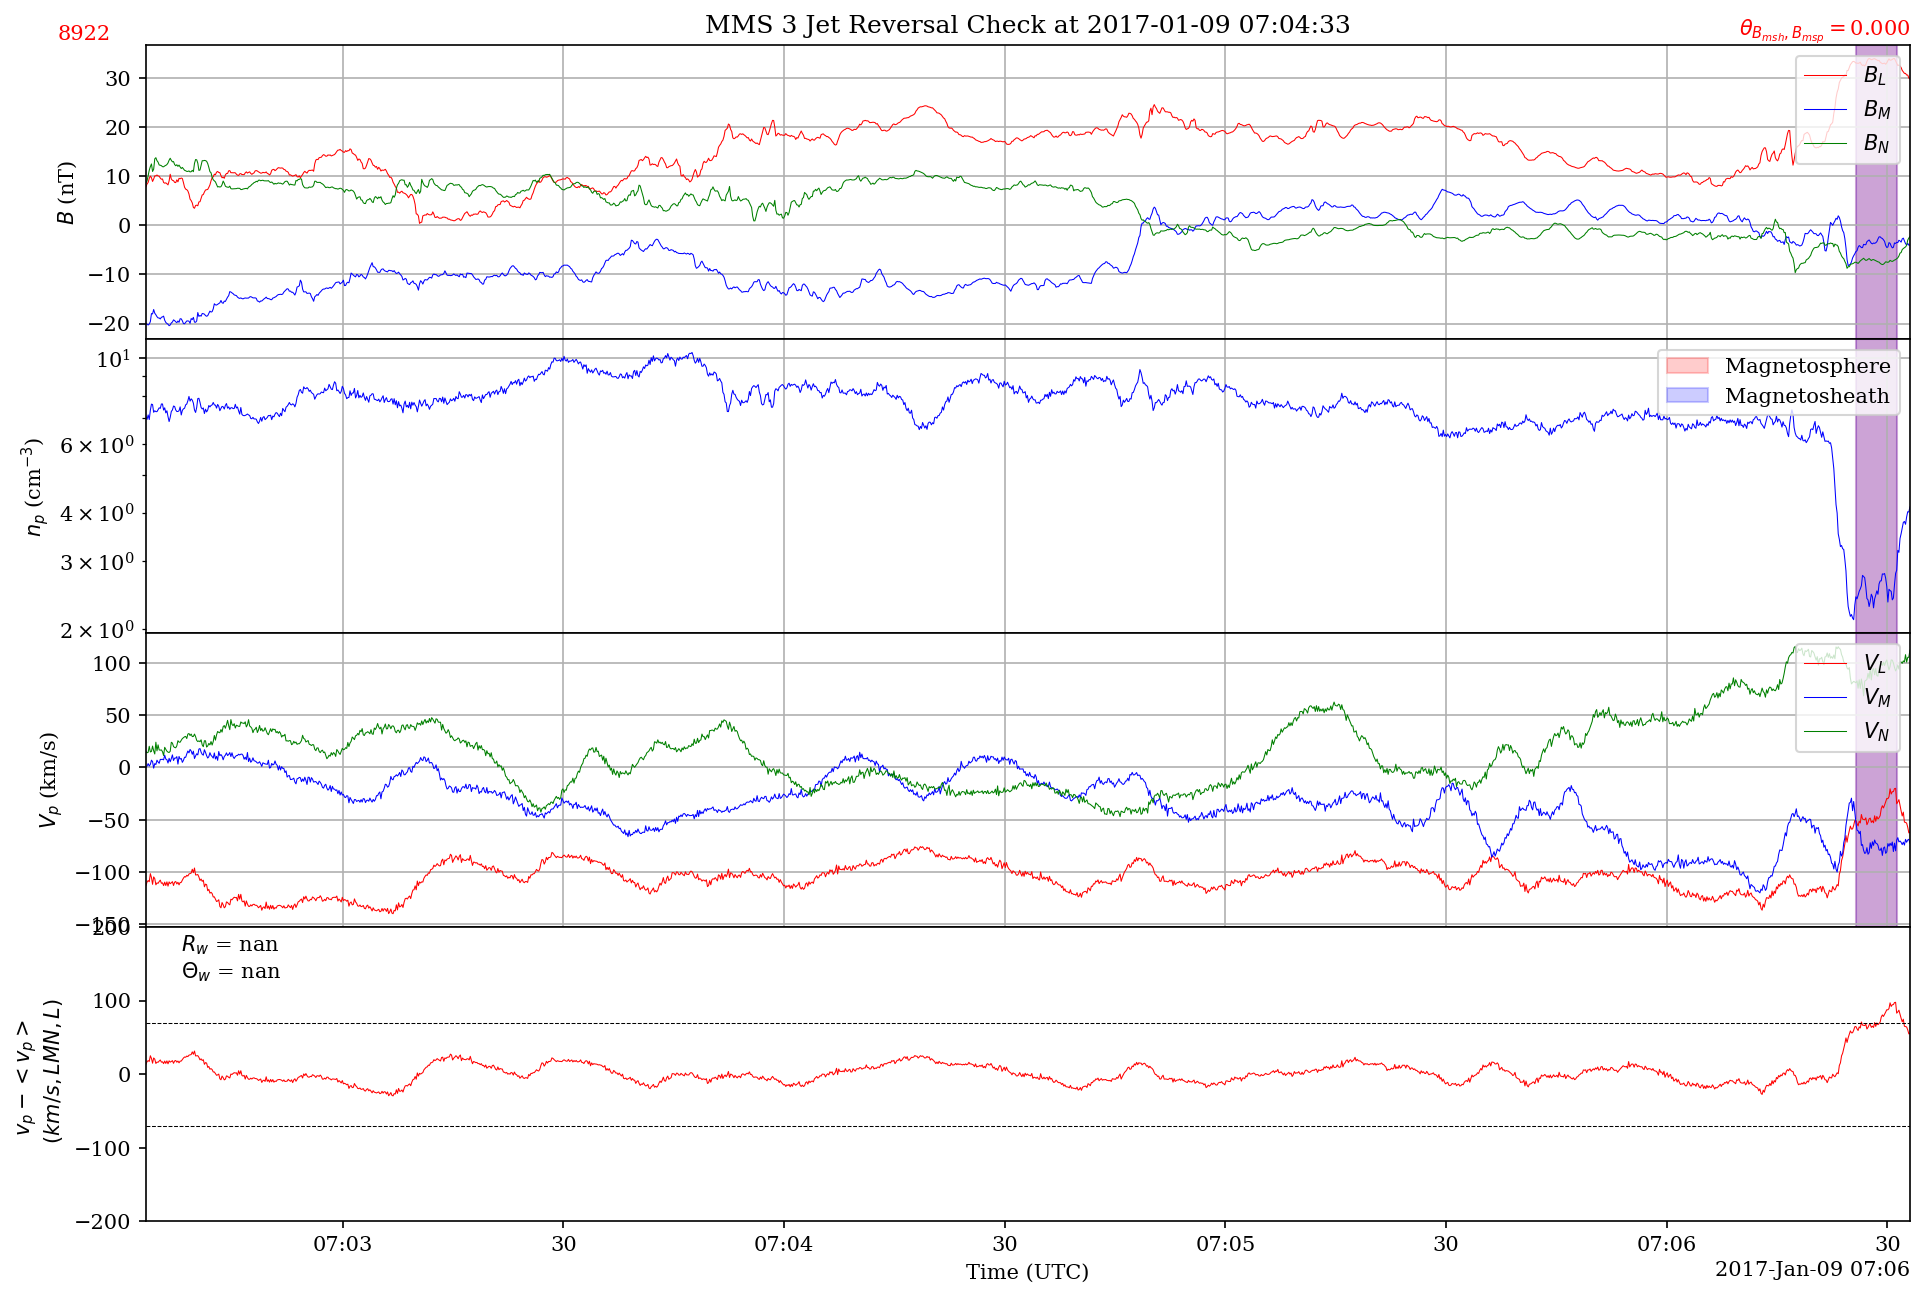 MMS 3 Jet Reversal Check at 2017-01-09 07:04:33
8922
θ_{B_{msh}, B_{msp}} = 0.000
30
20
10
0
−10
−20
B (nT)
B_L
B_M
B_N
10^1
6 × 10^0
4 × 10^0
3 × 10^0
2 × 10^0
n_p (cm^{-3})
Magnetosphere
Magnetosheath
100
50
0
−50
−100
−150
V_p (km/s)
V_L
V_M
V_N
200
100
0
−100
−200
v_p − < v_p >
(km/s, LMN, L)
R_w = nan
Θ_w = nan
07:03
30
07:04
30
07:05
30
07:06
30
Time (UTC)
2017-Jan-09 07:06